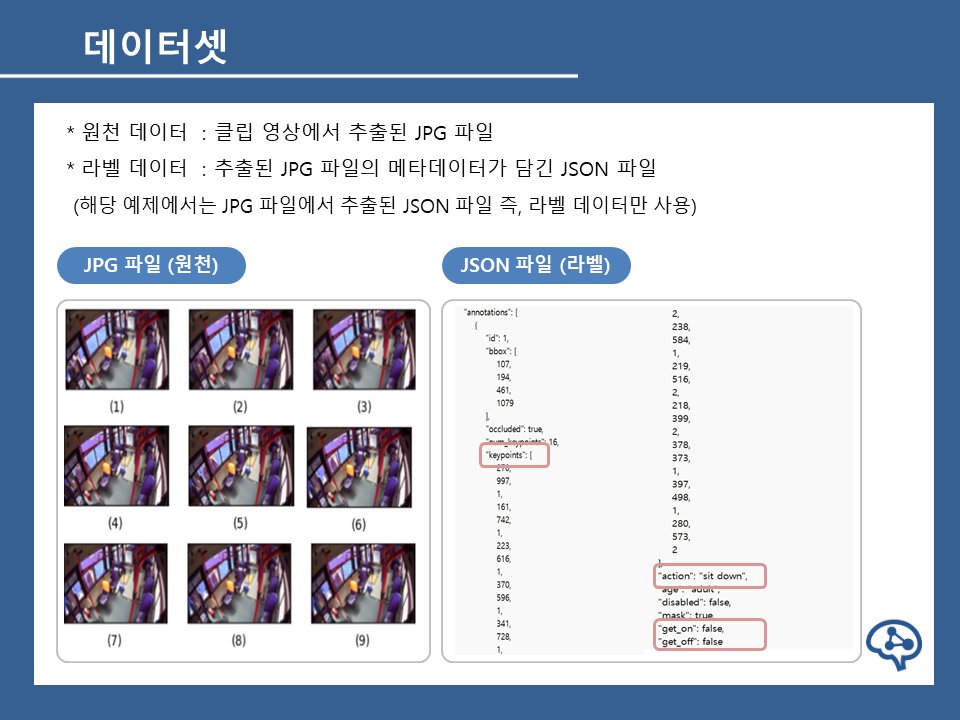 데이터셋
* 원천 데이터 : 클립 영상에서 추출된 JPG 파일
* 라벨 데이터 : 추출된 JPG 파일의 메타데이터가 담긴 JSON 파일
(해당 예제에서는 JPG 파일에서 추출된 JSON 파일 즉, 라벨 데이터만 사용)
JPG 파일 (원천)
(1) (2) (3)
(4) (5) (6)
(7) (8) (9)
JSON 파일 (라벨)
"annotations": [
{
"id": 1,
"bbox": [
107,
194,
461,
1079
],
"occluded": true,
"num_keypoints": 16,
"keypoints": [
276,
997,
1,
161,
742,
1,
223,
616,
1,
370,
596,
1,
341,
728,
1,
2,
238,
584,
1,
219,
516,
2,
218,
399,
2,
378,
373,
1,
397,
498,
1,
280,
573,
2
],
"action": "sit down",
"age": "adult",
"disabled": false,
"mask": true,
"get_on": false,
"get_off": false